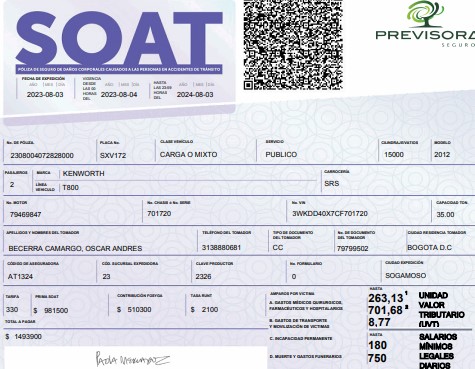 SOAT
PÓLIZA DE SEGURO DE DAÑOS CORPORALES CAUSADOS A LAS PERSONAS EN ACCIDENTES DE TRÁNSITO
PREVISORA
SEGUROS
FECHA DE EXPEDICIÓN
AÑO MES DÍA
2023-08-03
VIGENCIA
DESDE
LAS 00
HORAS
DEL
AÑO MES DÍA
2023-08-04
HASTA
LAS 23:59
HORAS
DEL
AÑO MES DÍA
2024-08-03
No. DE PÓLIZA PLACA No. CLASE VEHÍCULO SERVICIO CILINDRAJE/VATIOS MODELO
2308004072828000 SXV172 CARGA O MIXTO PUBLICO 15000 2012
PASAJEROS MARCA KENWORTH CARROCERÍA
2 LÍNEA VEHÍCULO T800 SRS
No. MOTOR No. CHASIS ó No. SERIE No. VIN CAPACIDAD TON.
79469847 701720 3WKDD40X7CF701720 35.00
APELLIDOS Y NOMBRES DEL TOMADOR TELÉFONO DEL TOMADOR TIPO DE DOCUMENTO DEL TOMADOR No. DE DOCUMENTO DEL TOMADOR CIUDAD RESIDENCIA TOMADOR
BECERRA CAMARGO, OSCAR ANDRES 3138880681 CC 79799502 BOGOTA D.C
CÓDIGO DE ASEGURADORA CÓD. SUCURSAL EXPEDIDORA CLAVE PRODUCTOR No. FORMULARIO CIUDAD EXPEDICIÓN
AT1324 23 2326 0 SOGAMOSO
TARIFA PRIMA SOAT CONTRIBUCIÓN FOSYGA TASA RUNT
330 $ 981500 $ 510300 $ 2100
TOTAL A PAGAR
$ 1493900
AMPAROS POR VÍCTIMA HASTA
A. GASTOS MÉDICOS QUIRÚRGICOS, FARMACÉUTICOS Y HOSPITALARIOS
263,13
701,68
B. GASTOS DE TRANSPORTE Y MOVILIZACIÓN DE VÍCTIMAS
8,77
UNIDAD
VALOR
TRIBUTARIO
(UVT)
HASTA
C. INCAPACIDAD PERMANENTE 180
D. MUERTE Y GASTOS FUNERARIOS 750
SALARIOS
MÍNIMOS
LEGALES
DIARIOS